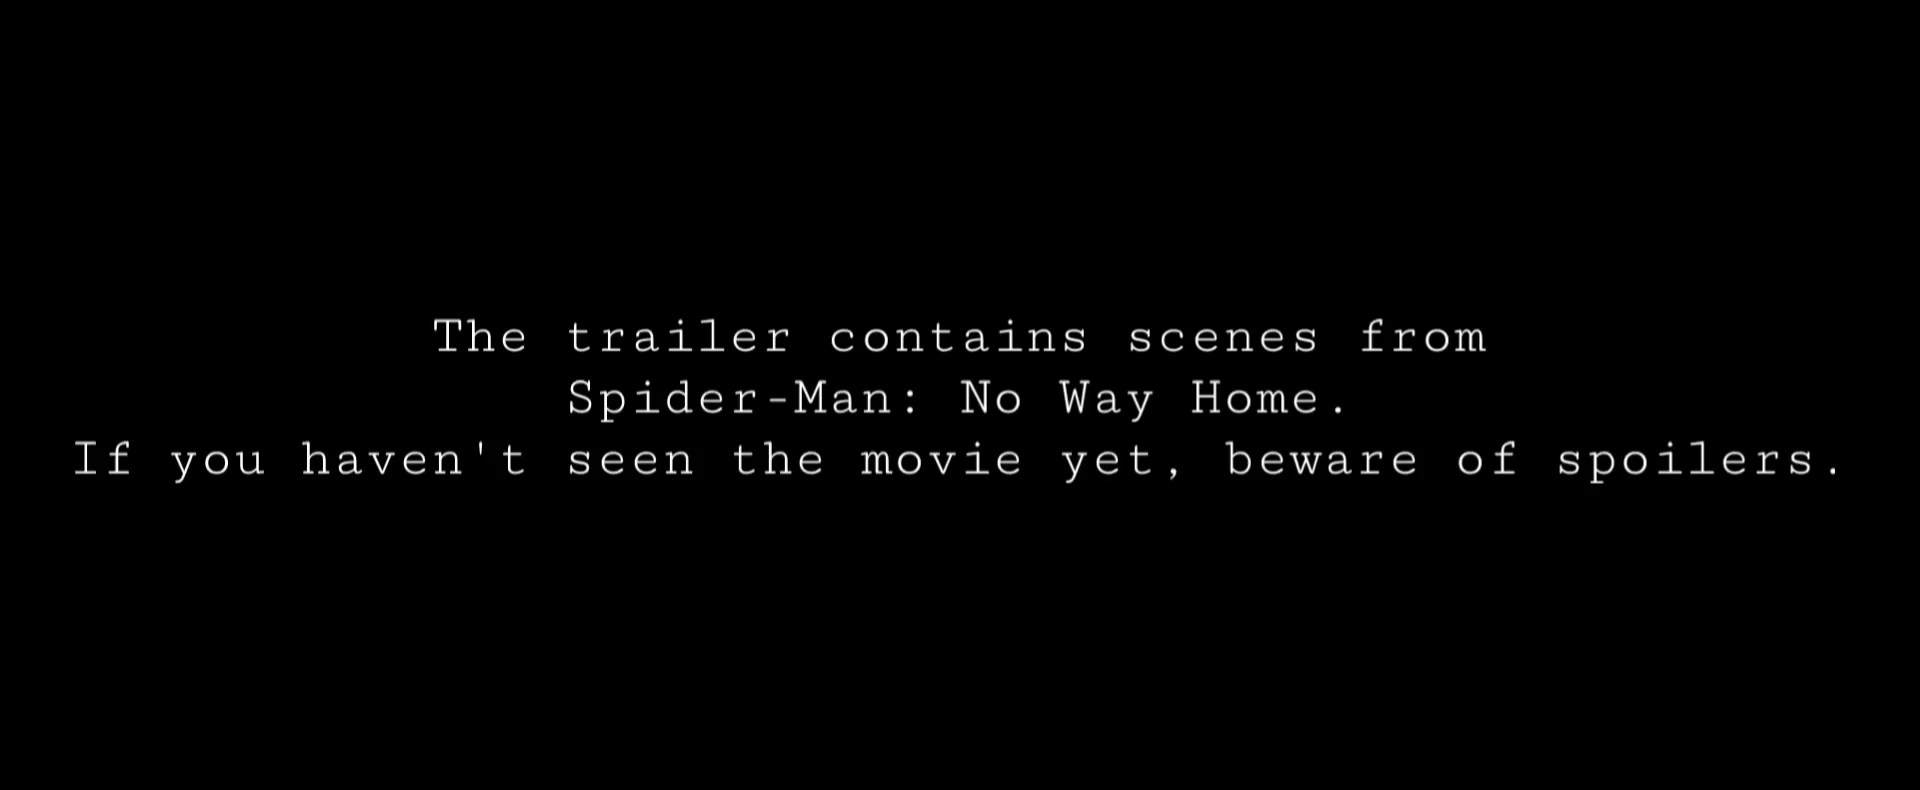 The trailer contains scenes from
Spider-Man: No Way Home.
If you haven't seen the movie yet, beware of spoilers.